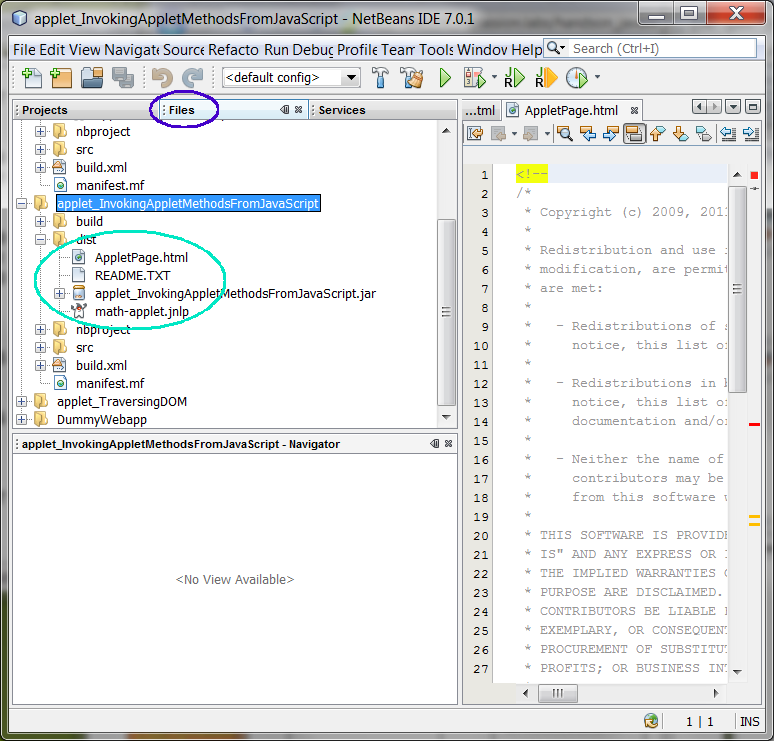 applet_InvokingAppletMethodsFromJavaScript - NetBeans IDE 7.0.1
File Edit View Navigate Source Refacto Run Debug Profile Team Tools Window Help Search (Ctrl+I)
<default config>
Projects Files Services
...tml AppletPage.html
nbproject
src
build.xml
manifest.mf
applet_InvokingAppletMethodsFromJavaScript
build
dist
AppletPage.html
README.TXT
applet_InvokingAppletMethodsFromJavaScript.jar
math-applet.jnlp
nbproject
src
build.xml
manifest.mf
applet_TraversingDOM
DummyWebapp
applet_InvokingAppletMethodsFromJavaScript - Navigator
<No View Available>
1 <!--
2 /*
3 * Copyright (c) 2009, 2011
4 *
5 * Redistribution and use i
6 * modification, are permit
7 * are met:
8 *
9 * - Redistributions of s
10 * notice, this list o
11 *
12 * - Redistributions in b
13 * notice, this list o
14 * documentation and/o
15 *
16 * - Neither the name of
17 * contributors may be
18 * from this software w
19 *
20 * THIS SOFTWARE IS PROVIDE
21 * IS" AND ANY EXPRESS OR I
22 * THE IMPLIED WARRANTIES O
23 * PURPOSE ARE DISCLAIMED.
24 * CONTRIBUTORS BE LIABLE F
25 * EXEMPLARY, OR CONSEQUENT
26 * PROCUREMENT OF SUBSTITUT
27 * PROFITS; OR BUSINESS INT
1 | 1 INS